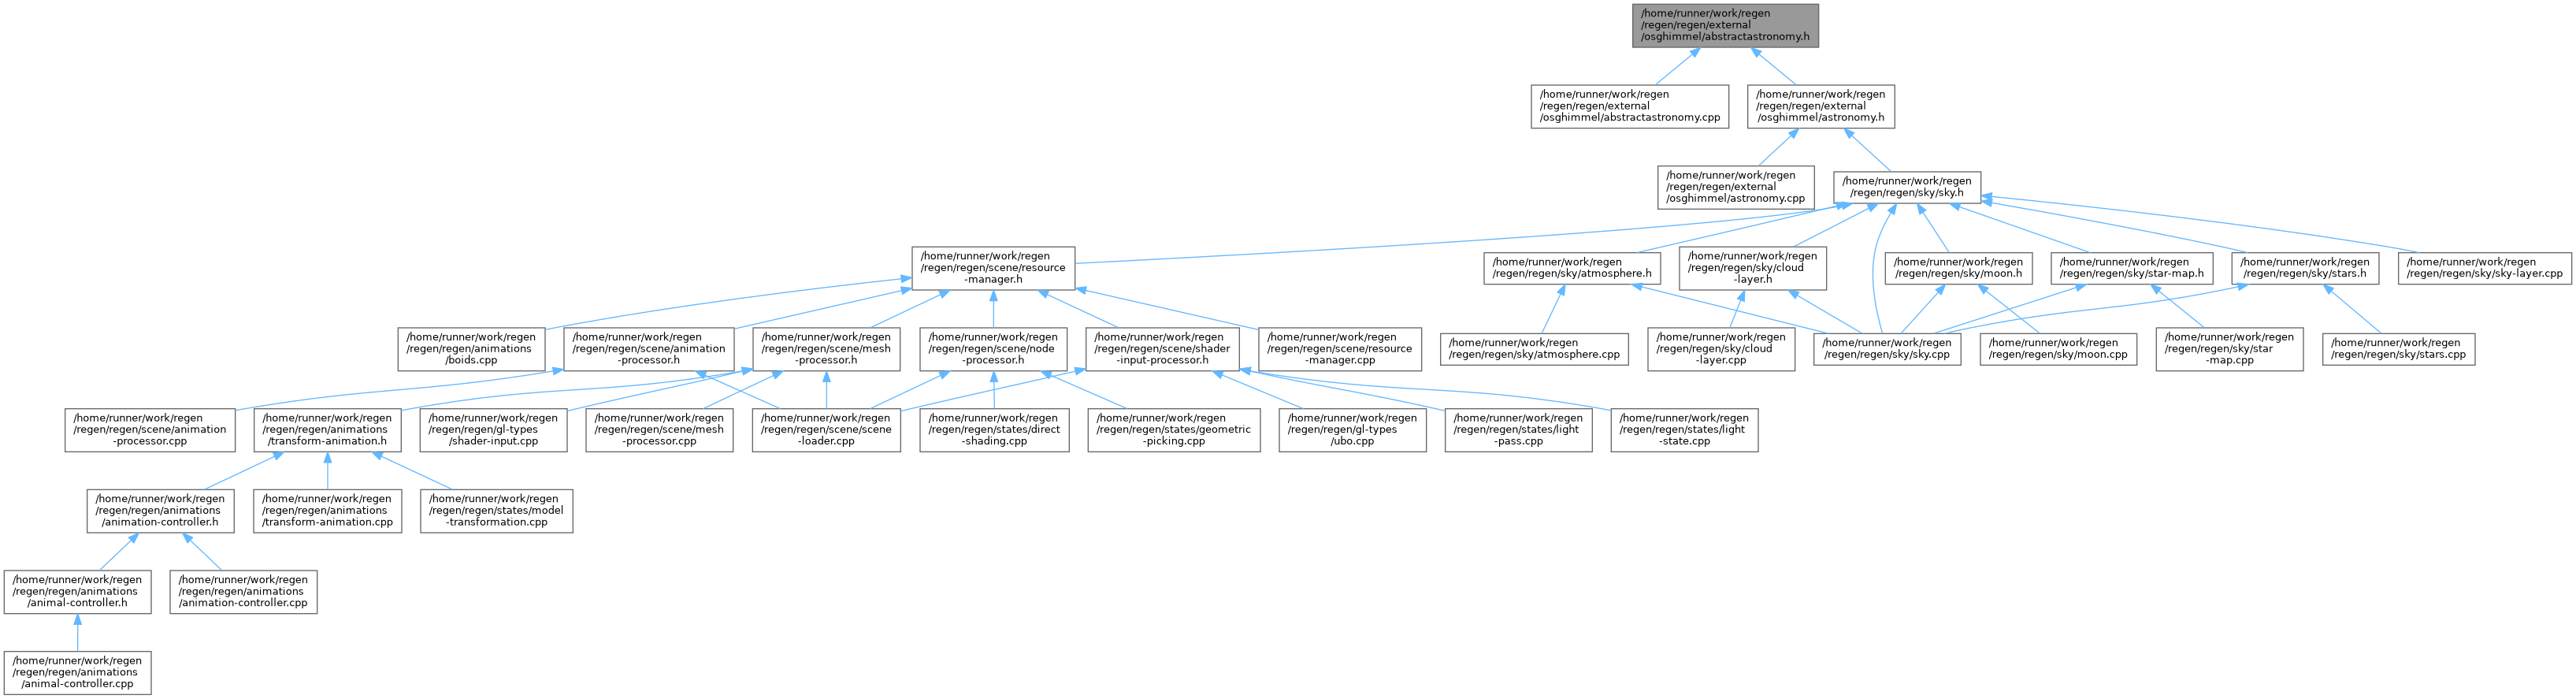 /home/runner/work/regen
/regen/regen/external
/osghimmel/abstractastronomy.h
/home/runner/work/regen
/regen/regen/external
/osghimmel/abstractastronomy.cpp
/home/runner/work/regen
/regen/regen/external
/osghimmel/astronomy.h
/home/runner/work/regen
/regen/regen/external
/osghimmel/astronomy.cpp
/home/runner/work/regen
/regen/regen/sky/sky.h
/home/runner/work/regen
/regen/regen/scene/resource
-manager.h
/home/runner/work/regen
/regen/regen/sky/atmosphere.h
/home/runner/work/regen
/regen/regen/sky/cloud
-layer.h
/home/runner/work/regen
/regen/regen/sky/moon.h
/home/runner/work/regen
/regen/regen/sky/star-map.h
/home/runner/work/regen
/regen/regen/sky/stars.h
/home/runner/work/regen
/regen/regen/sky/sky-layer.cpp
/home/runner/work/regen
/regen/regen/animations
/boids.cpp
/home/runner/work/regen
/regen/regen/scene/animation
-processor.h
/home/runner/work/regen
/regen/regen/scene/mesh
-processor.h
/home/runner/work/regen
/regen/regen/scene/node
-processor.h
/home/runner/work/regen
/regen/regen/scene/shader
-input-processor.h
/home/runner/work/regen
/regen/regen/scene/resource
-manager.cpp
/home/runner/work/regen
/regen/regen/sky/atmosphere.cpp
/home/runner/work/regen
/regen/regen/sky/cloud
-layer.cpp
/home/runner/work/regen
/regen/regen/sky/sky.cpp
/home/runner/work/regen
/regen/regen/sky/moon.cpp
/home/runner/work/regen
/regen/regen/sky/star
-map.cpp
/home/runner/work/regen
/regen/regen/sky/stars.cpp
/home/runner/work/regen
/regen/regen/scene/animation
-processor.cpp
/home/runner/work/regen
/regen/regen/animations
/transform-animation.h
/home/runner/work/regen
/regen/regen/gl-types
/shader-input.cpp
/home/runner/work/regen
/regen/regen/scene/mesh
-processor.cpp
/home/runner/work/regen
/regen/regen/scene/scene
-loader.cpp
/home/runner/work/regen
/regen/regen/states/direct
-shading.cpp
/home/runner/work/regen
/regen/regen/states/geometric
-picking.cpp
/home/runner/work/regen
/regen/regen/gl-types
/ubo.cpp
/home/runner/work/regen
/regen/regen/states/light
-pass.cpp
/home/runner/work/regen
/regen/regen/states/light
-state.cpp
/home/runner/work/regen
/regen/regen/animations
/animation-controller.h
/home/runner/work/regen
/regen/regen/animations
/transform-animation.cpp
/home/runner/work/regen
/regen/regen/states/model
-transformation.cpp
/home/runner/work/regen
/regen/regen/animations
/animal-controller.h
/home/runner/work/regen
/regen/regen/animations
/animation-controller.cpp
/home/runner/work/regen
/regen/regen/animations
/animal-controller.cpp